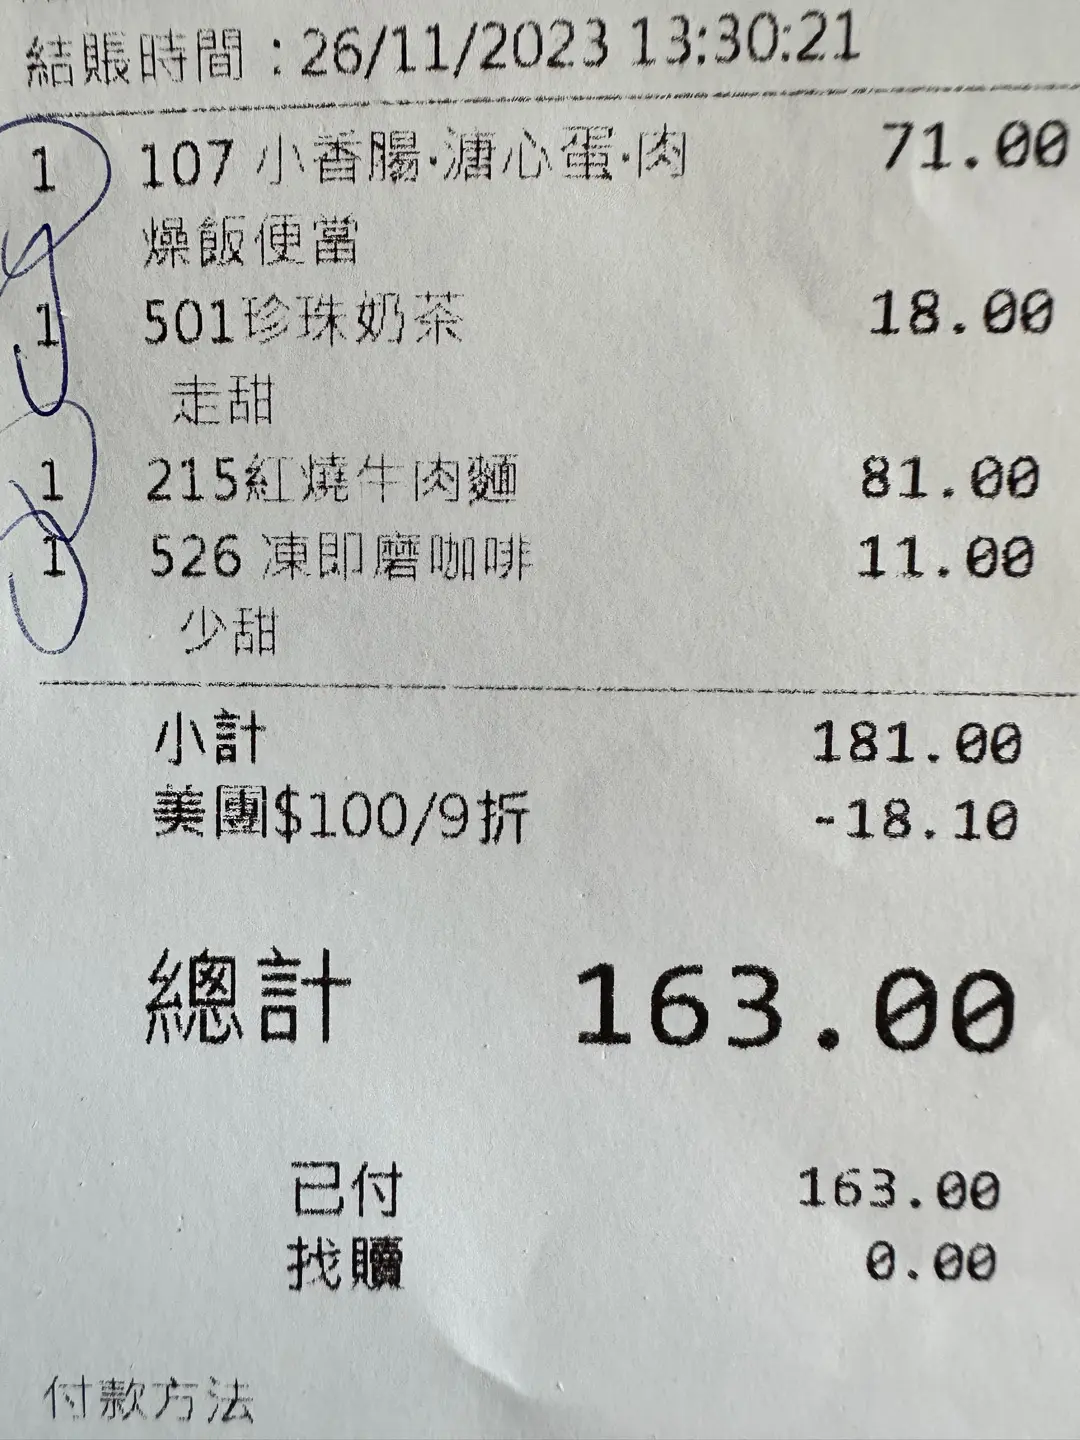 結賬時間 : 26/11/2023 13:30:21
1 107 小香腸·溏心蛋·肉 71.00
燥飯便當
1 501珍珠奶茶 18.00
走甜
1 215紅燒牛肉麵 81.00
1 526 凍即磨咖啡 11.00
少甜
小計 181.00
美團$100/9折 -18.10
總計 163.00
已付 163.00
找贖 0.00
付款方法